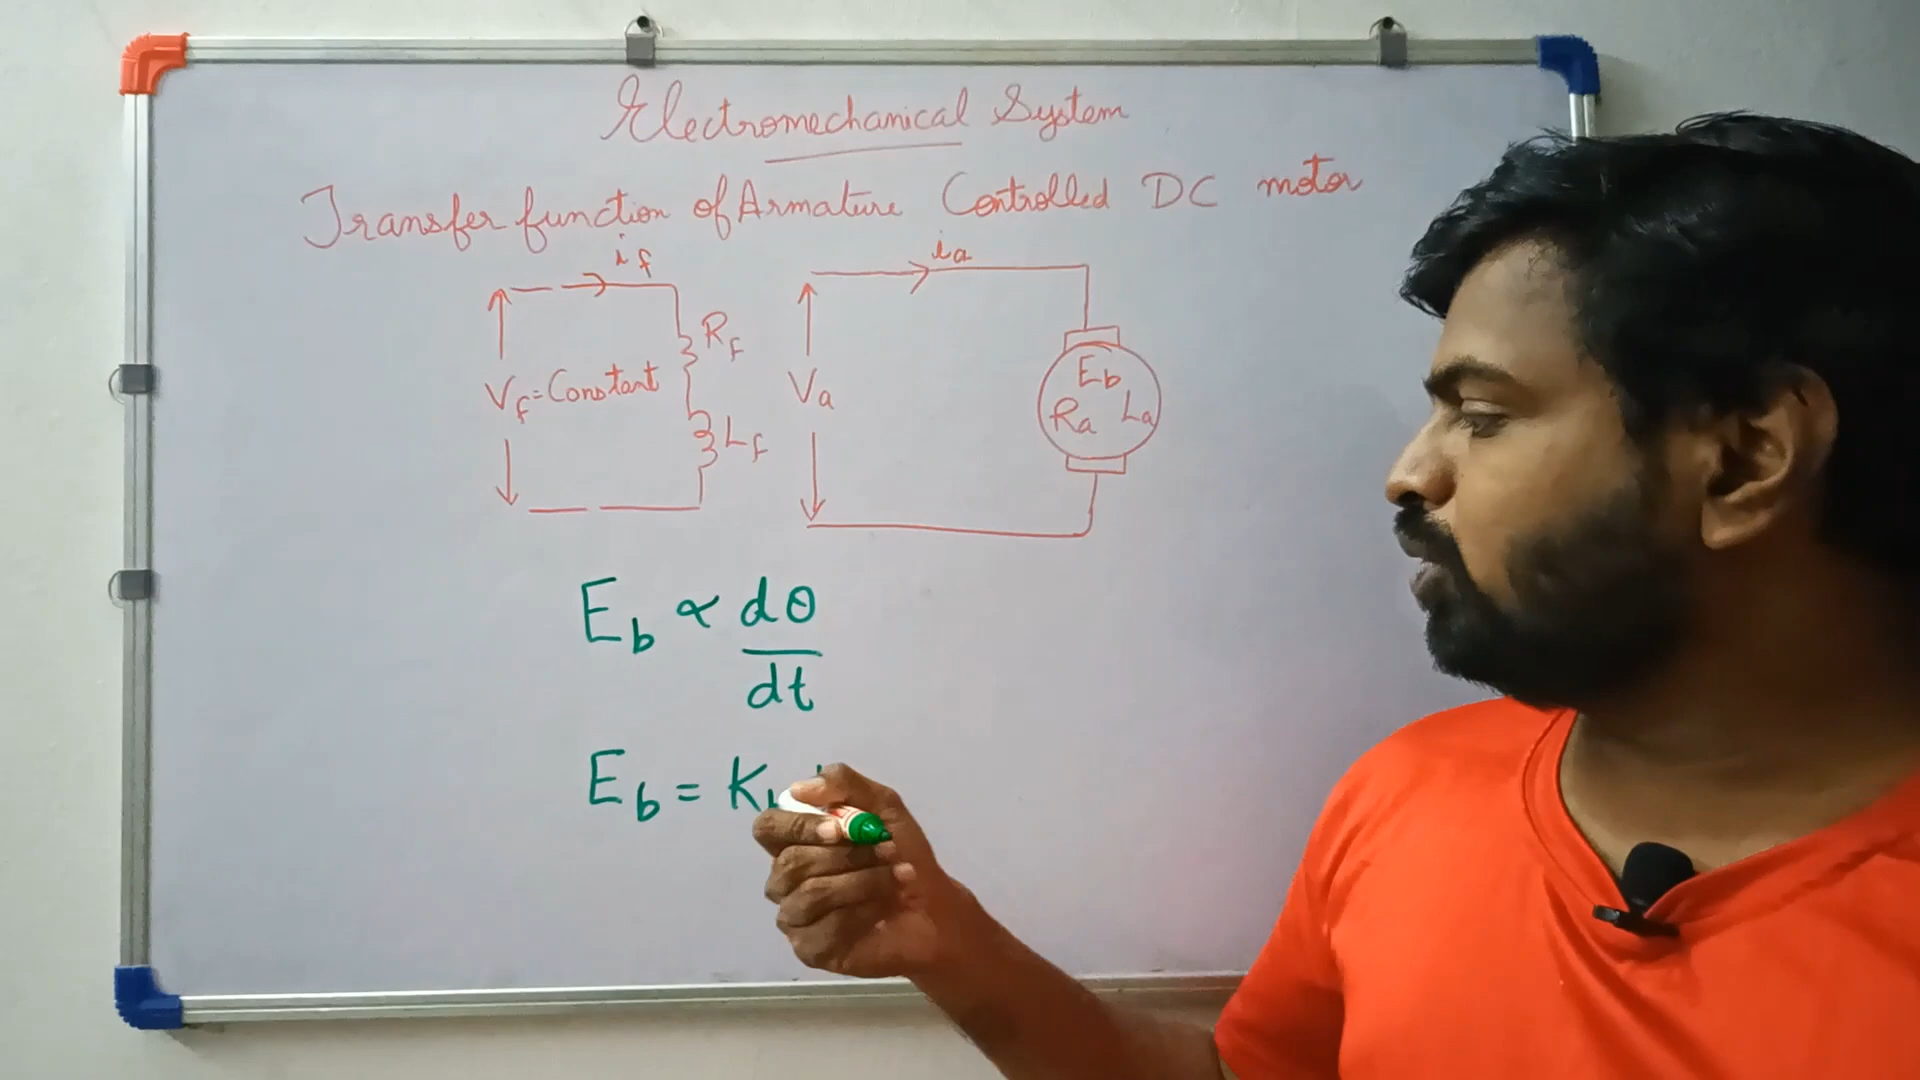 Electromechanical System
Transfer function of Armature Controlled DC motor
if
ia
Rf
Vf = Constant
Lf
Va
Eb
Ra La
Eb ∝ dθ
dt
Eb = K